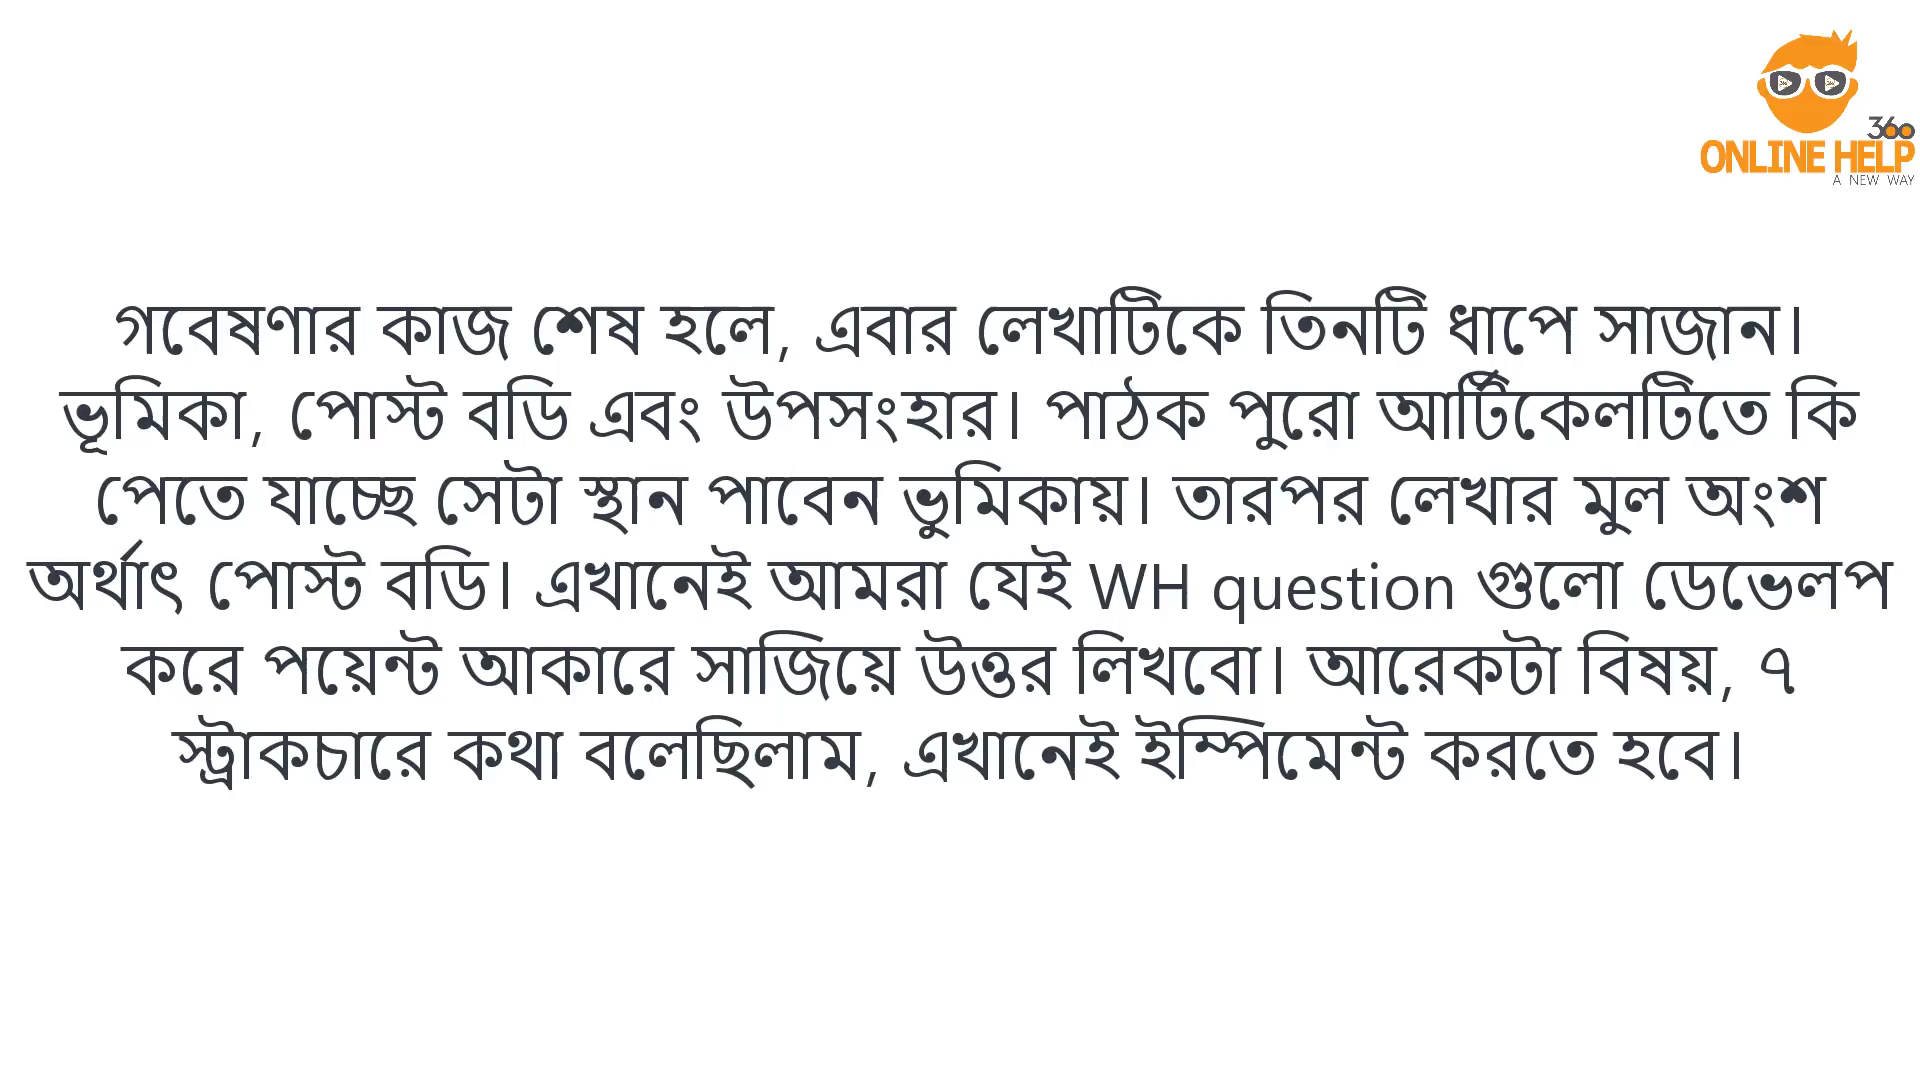 360
ONLINE HELP
A NEW WAY
গবেষণার কাজ শেষ হলে, এবার লেখাটিকে তিনটি ধাপে সাজান।
ভূমিকা, পোস্ট বডি এবং উপসংহার। পাঠক পুরো আর্টিকেলটিতে কি
পেতে যাচ্ছে সেটা স্থান পাবেন ভুমিকায়। তারপর লেখার মুল অংশ
অর্থাৎ পোস্ট বডি। এখানেই আমরা যেই WH question গুলো ডেভেলপ
করে পয়েন্ট আকারে সাজিয়ে উত্তর লিখবো। আরেকটা বিষয়, ৭
স্ট্রাকচারে কথা বলেছিলাম, এখানেই ইম্পিমেন্ট করতে হবে।